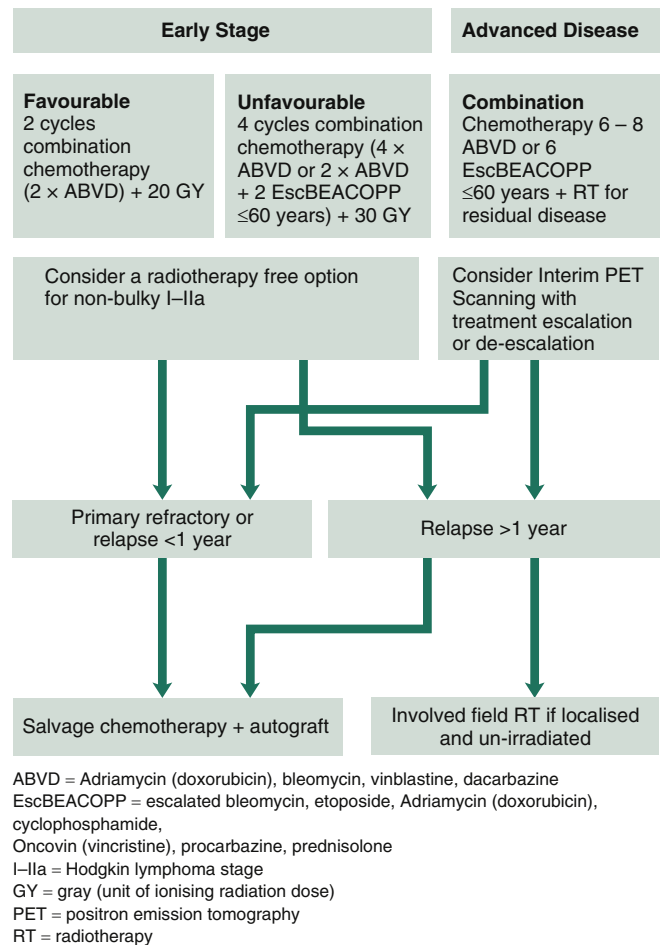 Early Stage
Advanced Disease
Favourable
2 cycles
combination
chemotherapy
(2 × ABVD) + 20 GY
Unfavourable
4 cycles combination
chemotherapy (4 ×
ABVD or 2 × ABVD
+ 2 EscBEACOPP
≤60 years) + 30 GY
Combination
Chemotherapy 6 – 8
ABVD or 6
EscBEACOPP
≤60 years + RT for
residual disease
Consider a radiotherapy free option
for non-bulky I–IIa
Consider Interim PET
Scanning with
treatment escalation
or de-escalation
Primary refractory or
relapse <1 year
Relapse >1 year
Salvage chemotherapy + autograft
Involved field RT if localised
and un-irradiated
ABVD = Adriamycin (doxorubicin), bleomycin, vinblastine, dacarbazine
EscBEACOPP = escalated bleomycin, etoposide, Adriamycin (doxorubicin),
cyclophosphamide,
Oncovin (vincristine), procarbazine, prednisolone
I–IIa = Hodgkin lymphoma stage
GY = gray (unit of ionising radiation dose)
PET = positron emission tomography
RT = radiotherapy